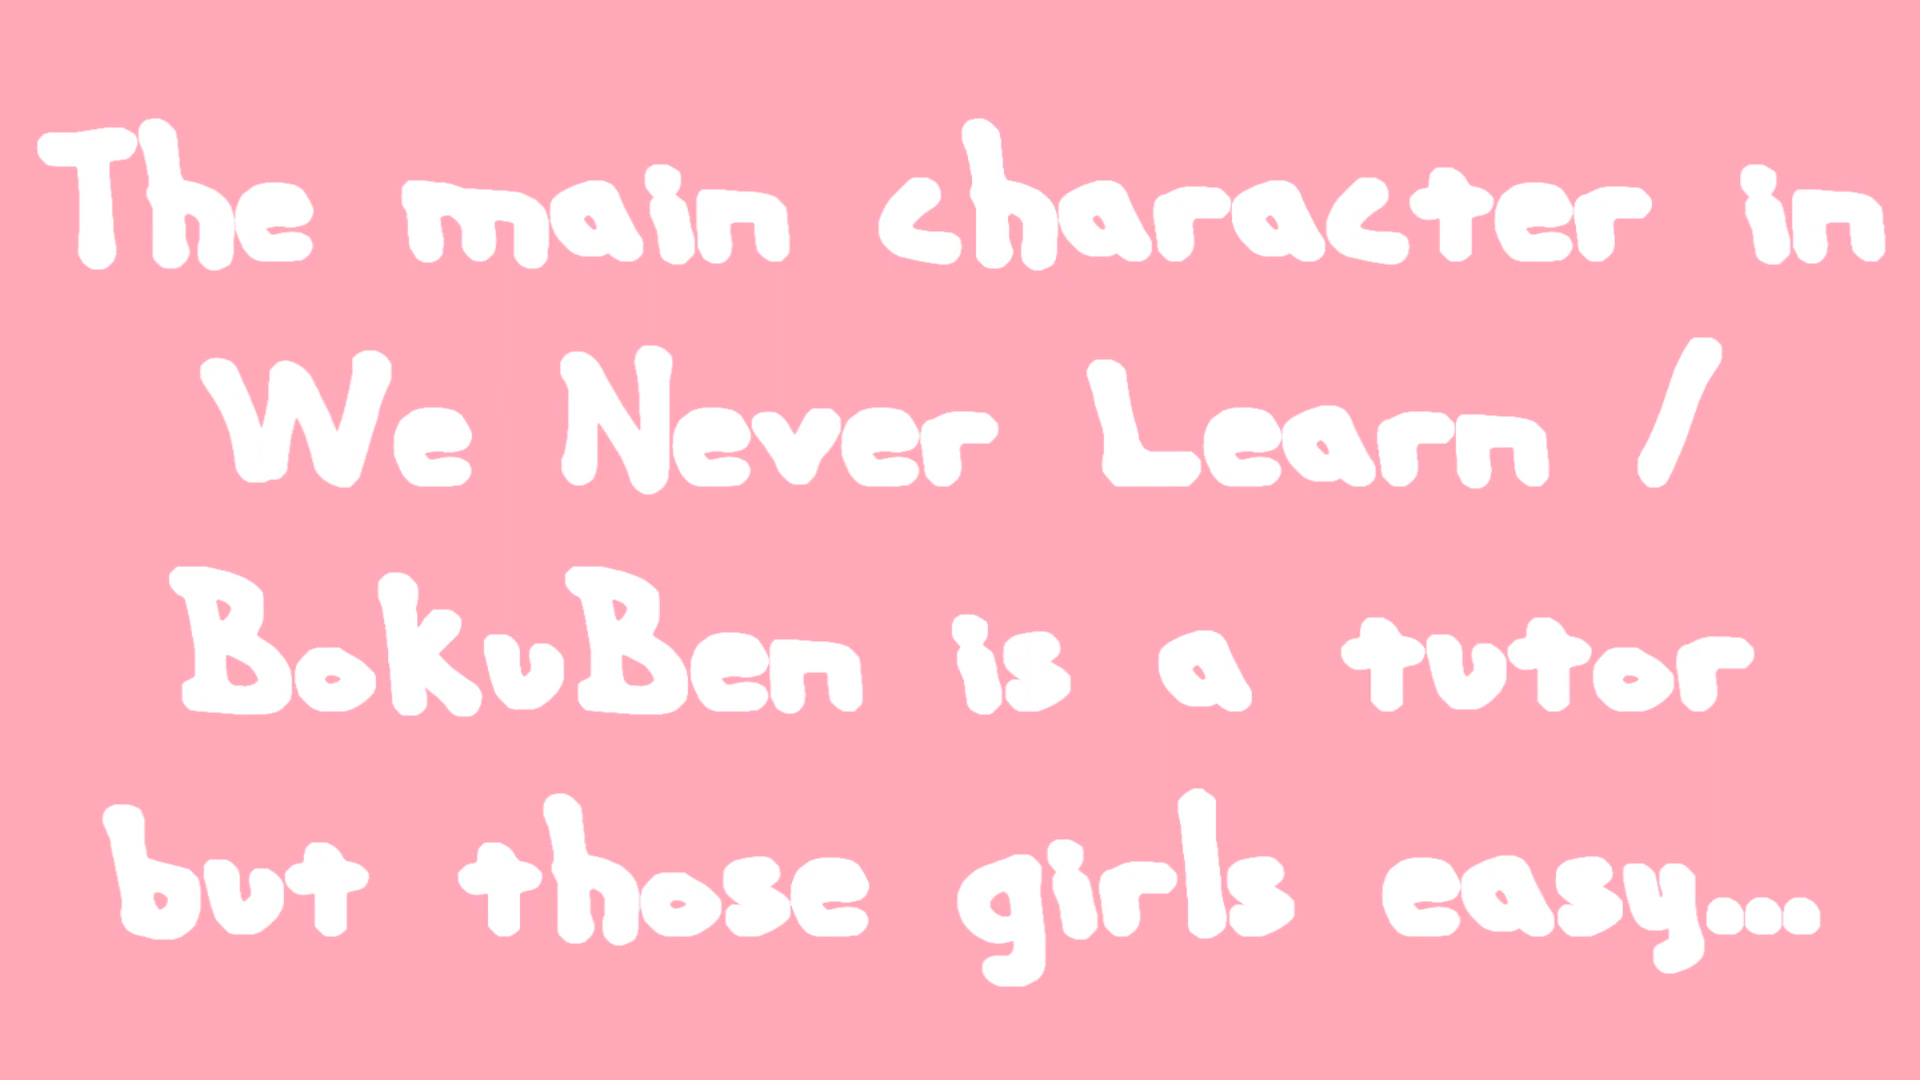 The main character in
We Never Learn /
BokuBen is a tutor
but those girls easy...